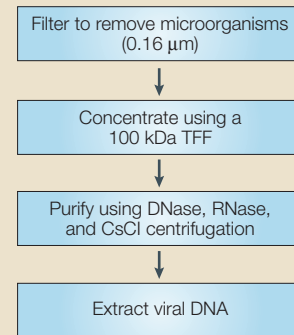 Filter to remove microorganisms
(0.16 μm)
Concentrate using a
100 kDa TFF
Purify using DNase, RNase,
and CsCl centrifugation
Extract viral DNA